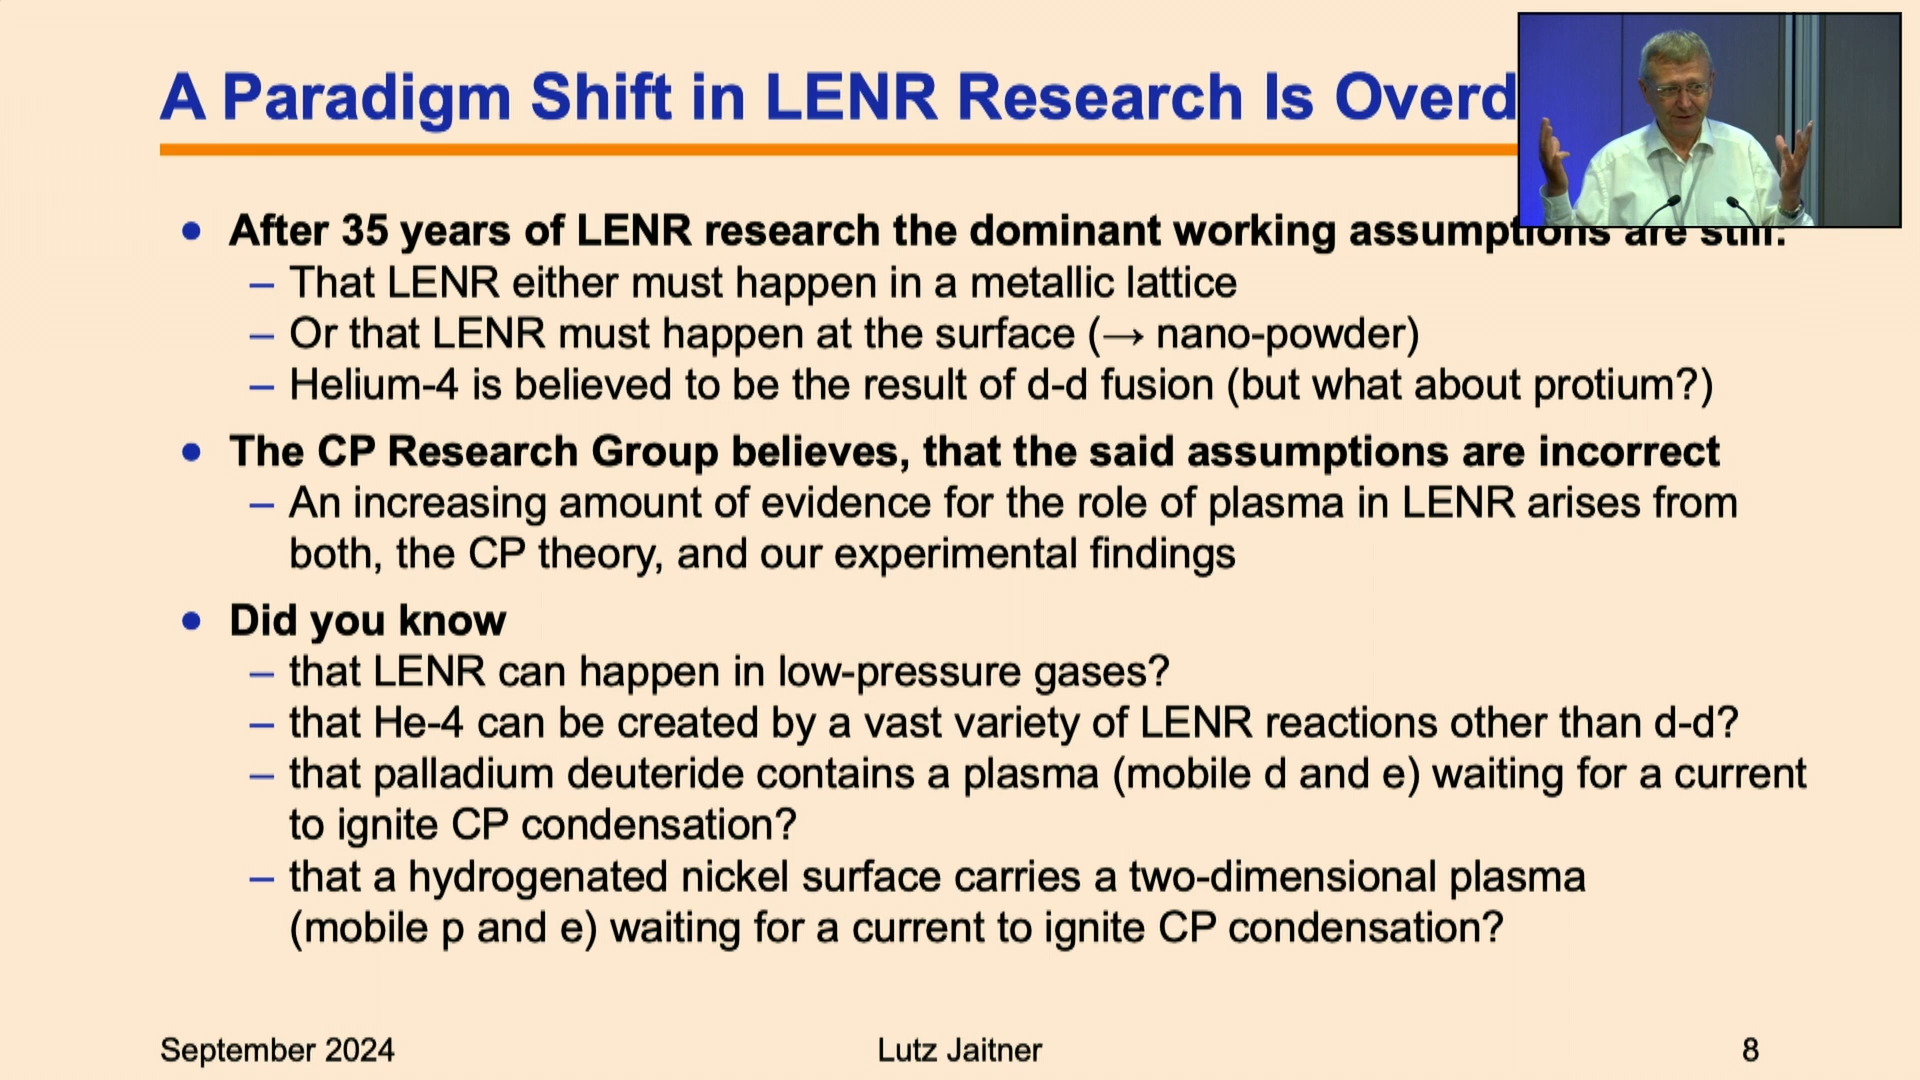 A Paradigm Shift in LENR Research Is Overd
• After 35 years of LENR research the dominant working assumptions are still:
– That LENR either must happen in a metallic lattice
– Or that LENR must happen at the surface (→ nano-powder)
– Helium-4 is believed to be the result of d-d fusion (but what about protium?)
• The CP Research Group believes, that the said assumptions are incorrect
– An increasing amount of evidence for the role of plasma in LENR arises from
both, the CP theory, and our experimental findings
• Did you know
– that LENR can happen in low-pressure gases?
– that He-4 can be created by a vast variety of LENR reactions other than d-d?
– that palladium deuteride contains a plasma (mobile d and e) waiting for a current
to ignite CP condensation?
– that a hydrogenated nickel surface carries a two-dimensional plasma
(mobile p and e) waiting for a current to ignite CP condensation?
September 2024
Lutz Jaitner
8